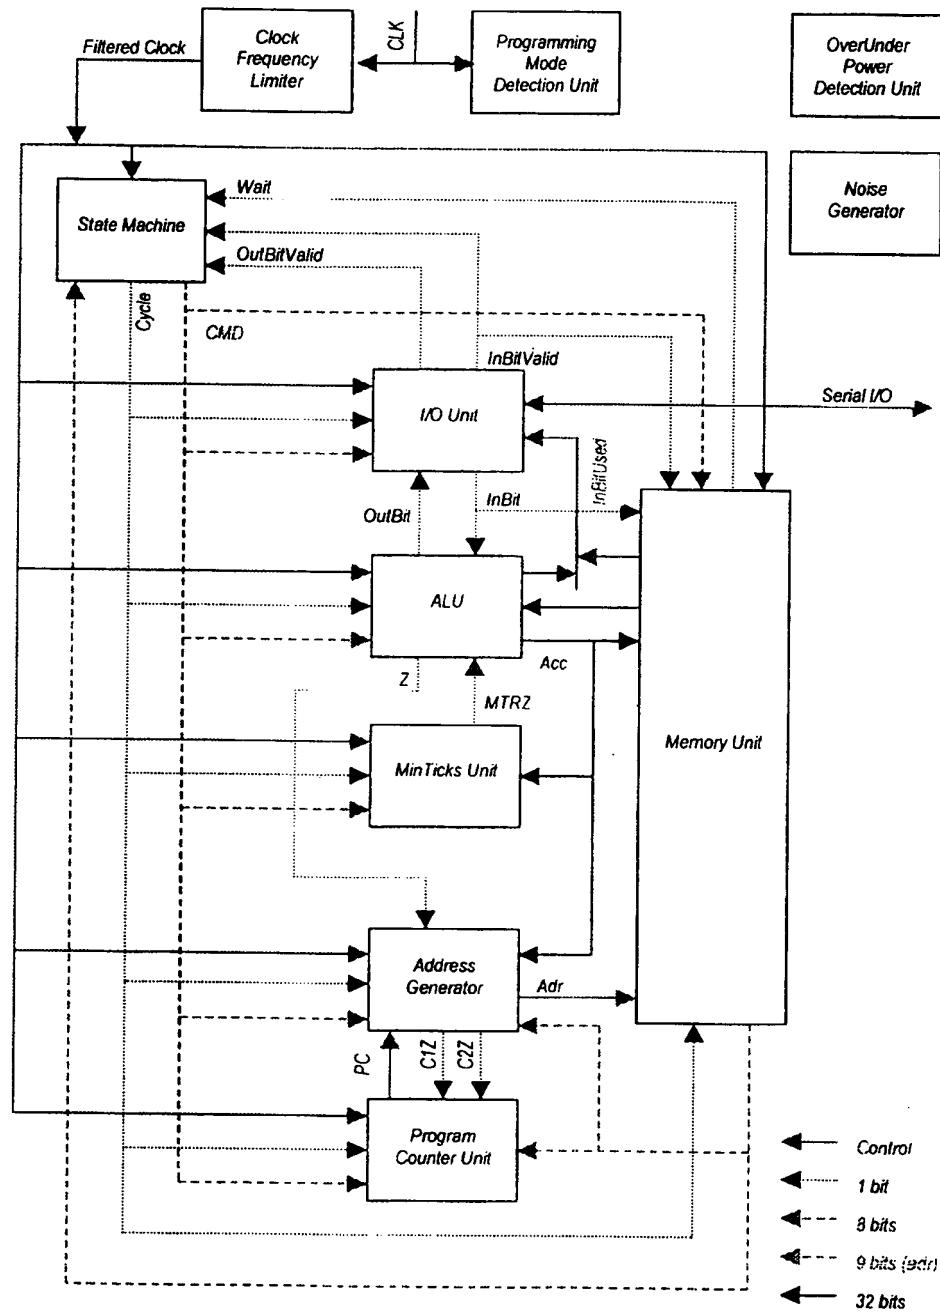 Clock
Frequency
Limiter
Filtered Clock
CLK
Programming
Mode
Detection Unit
OverUnder
Power
Detection Unit
Noise
Generator
State Machine
Wait
OutBitValid
Cycle
CMD
InBitValid
I/O Unit
Serial I/O
OutBit
InBit
InBitUsed
ALU
Z
Acc
MTRZ
MinTicks Unit
Memory Unit
Address
Generator
Adr
PC
C1Z
C2Z
Program
Counter Unit
Control
1 bit
8 bits
9 bits (adr)
32 bits